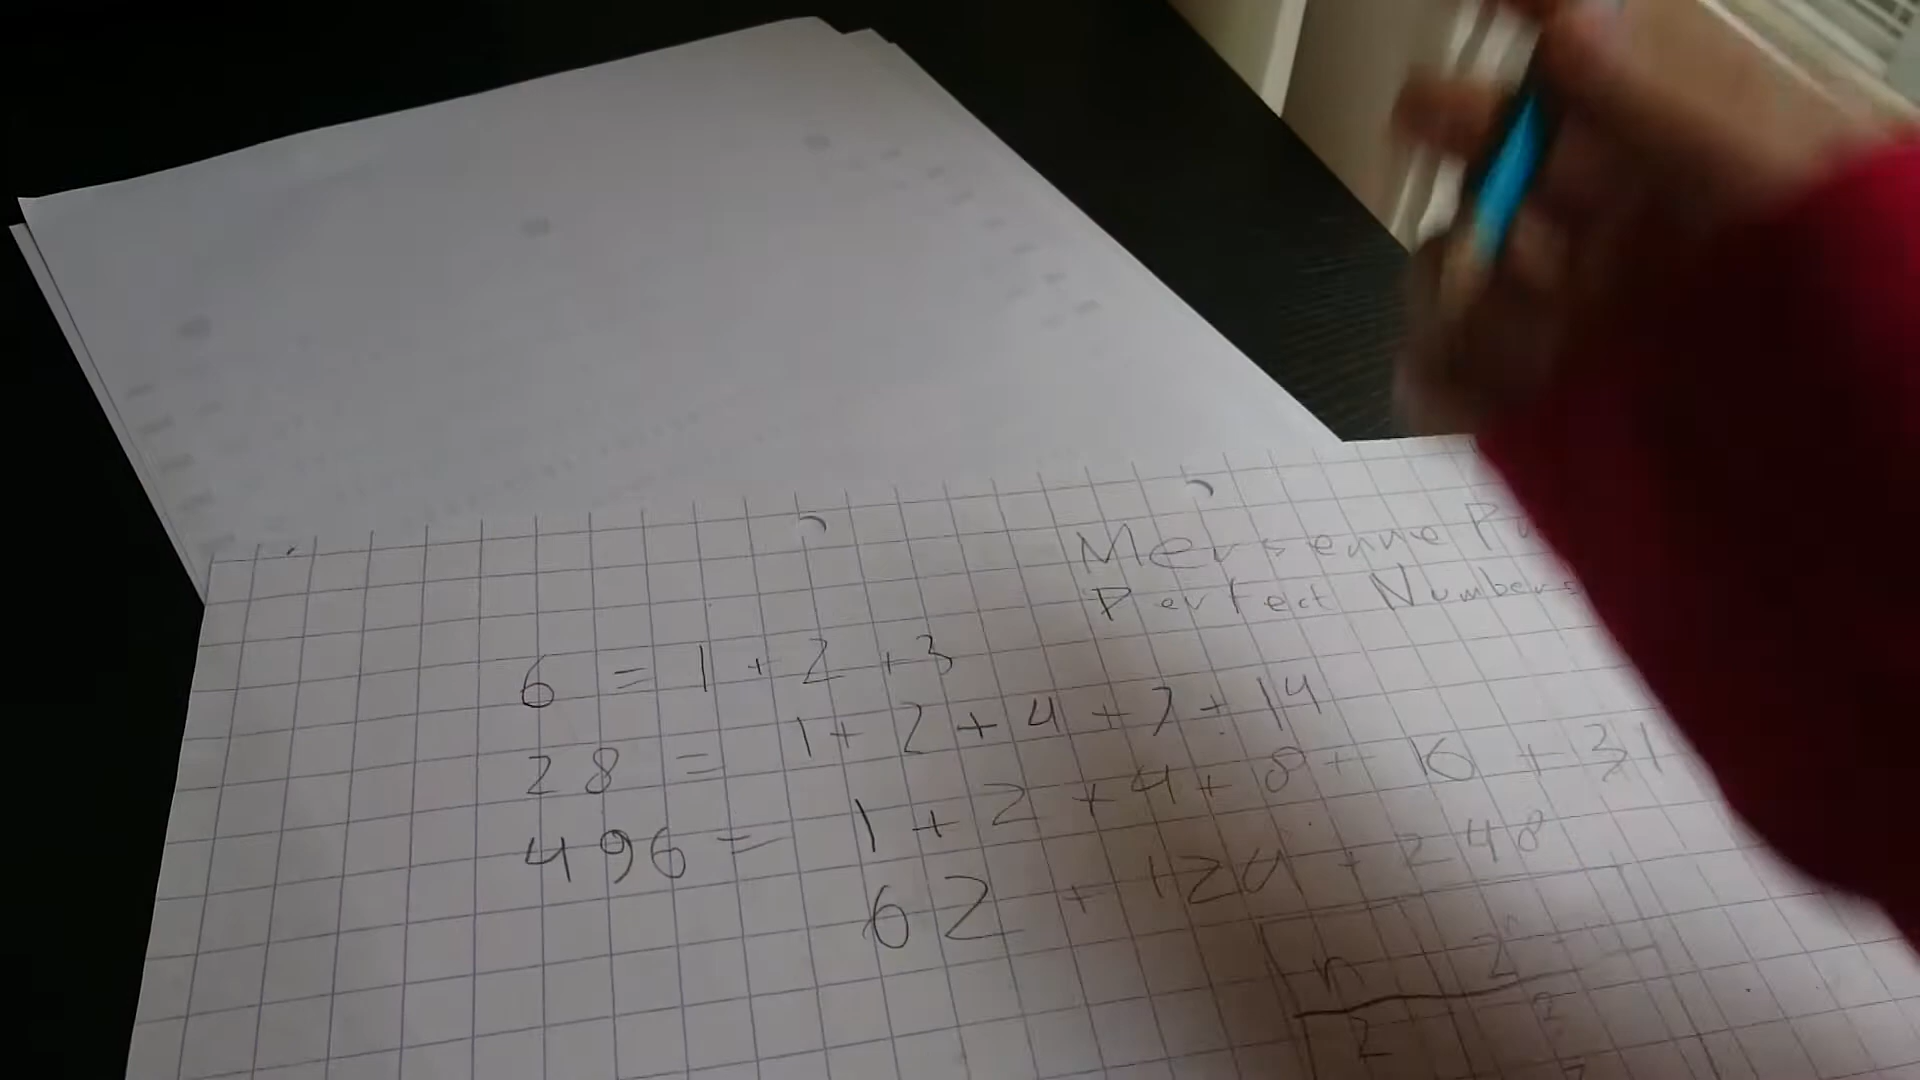 Mersenne
Perfect Numbers
6 = 1 + 2 + 3
28 = 1 + 2 + 4 + 7 + 14
496 = 1 + 2 + 4 + 8 + 16 + 31
62 + 124 + 248
n
2